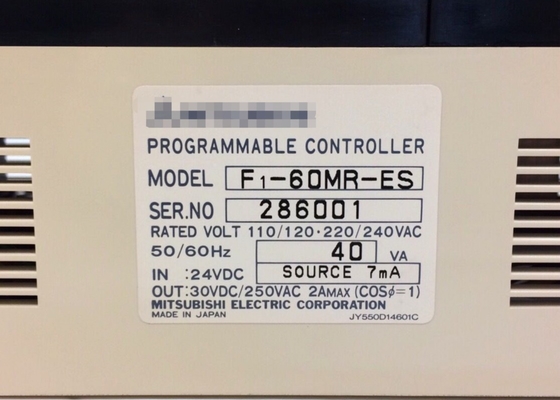 PROGRAMMABLE CONTROLLER
MODEL F1-60MR-ES
SER.NO 286001
RATED VOLT 110/120·220/240VAC
50/60Hz 40 VA
IN :24VDC SOURCE 7mA
OUT:30VDC/250VAC 2AMAX (COSφ=1)
MITSUBISHI ELECTRIC CORPORATION
MADE IN JAPAN JY550D14601C